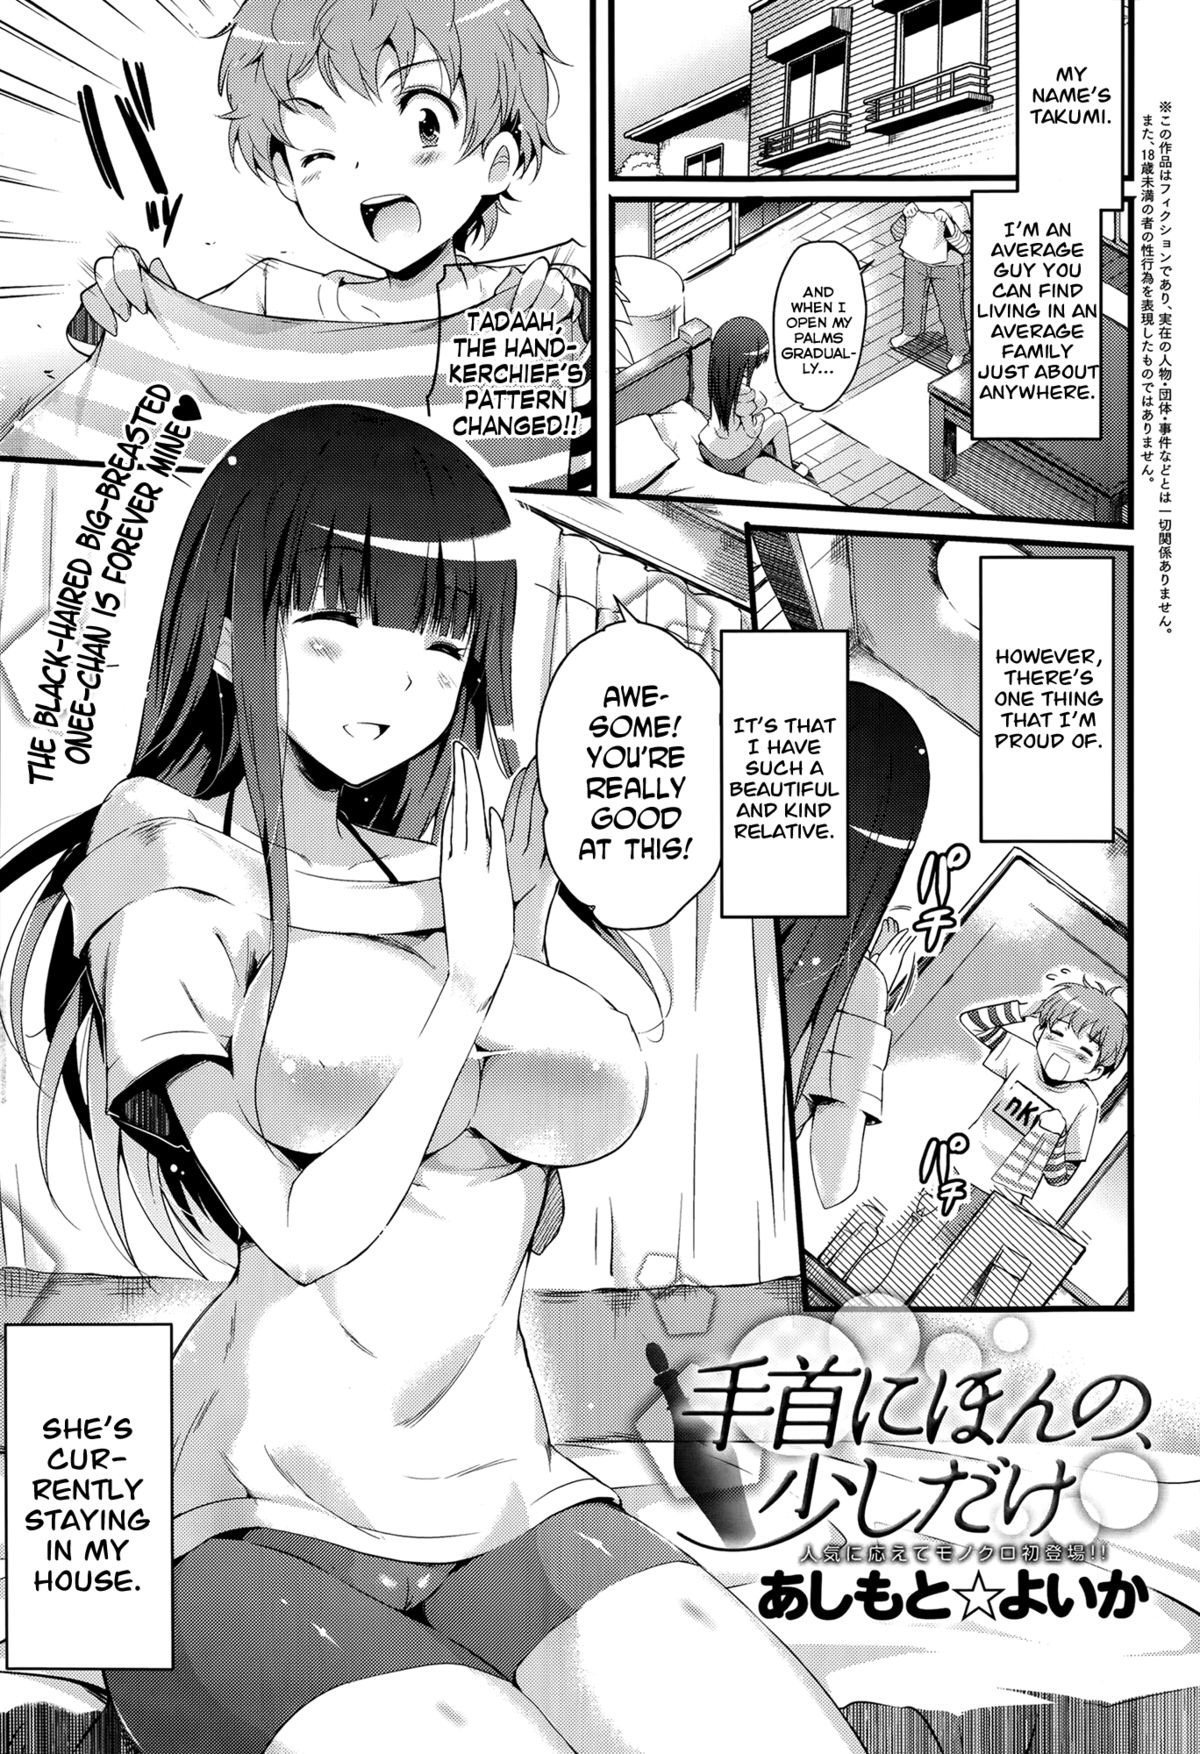 ※この作品はフィクションであり、実在の人物・団体・事件などとは一切関係ありません。
また、18歳未満の者の性行為を表現したものではありません。
MY
NAME'S
TAKUMI.
I'M AN
AVERAGE
GUY YOU
CAN FIND
LIVING IN AN
AVERAGE
FAMILY
JUST ABOUT
ANYWHERE.
AND
WHEN I
OPEN MY
PALMS
GRADUAL-
LY...
TADAAH,
THE HAND-
KERCHIEF'S
PATTERN
CHANGED!!
HOWEVER,
THERE'S
ONE THING
THAT I'M
PROUD OF.
パチ
nK
パチ
IT'S THAT
I HAVE
SUCH A
BEAUTIFUL
AND KIND
RELATIVE.
AWE-
SOME!
YOU'RE
REALLY
GOOD
AT THIS!
THE BLACK-HAIRED BIG-BREASTED
ONEE-CHAN IS FOREVER MINE♥
SHE'S
CUR-
RENTLY
STAYING
IN MY
HOUSE.
手首にほんの、
少しだけ
人気に応えてモノクロ初登場!!
あしもと☆よいか